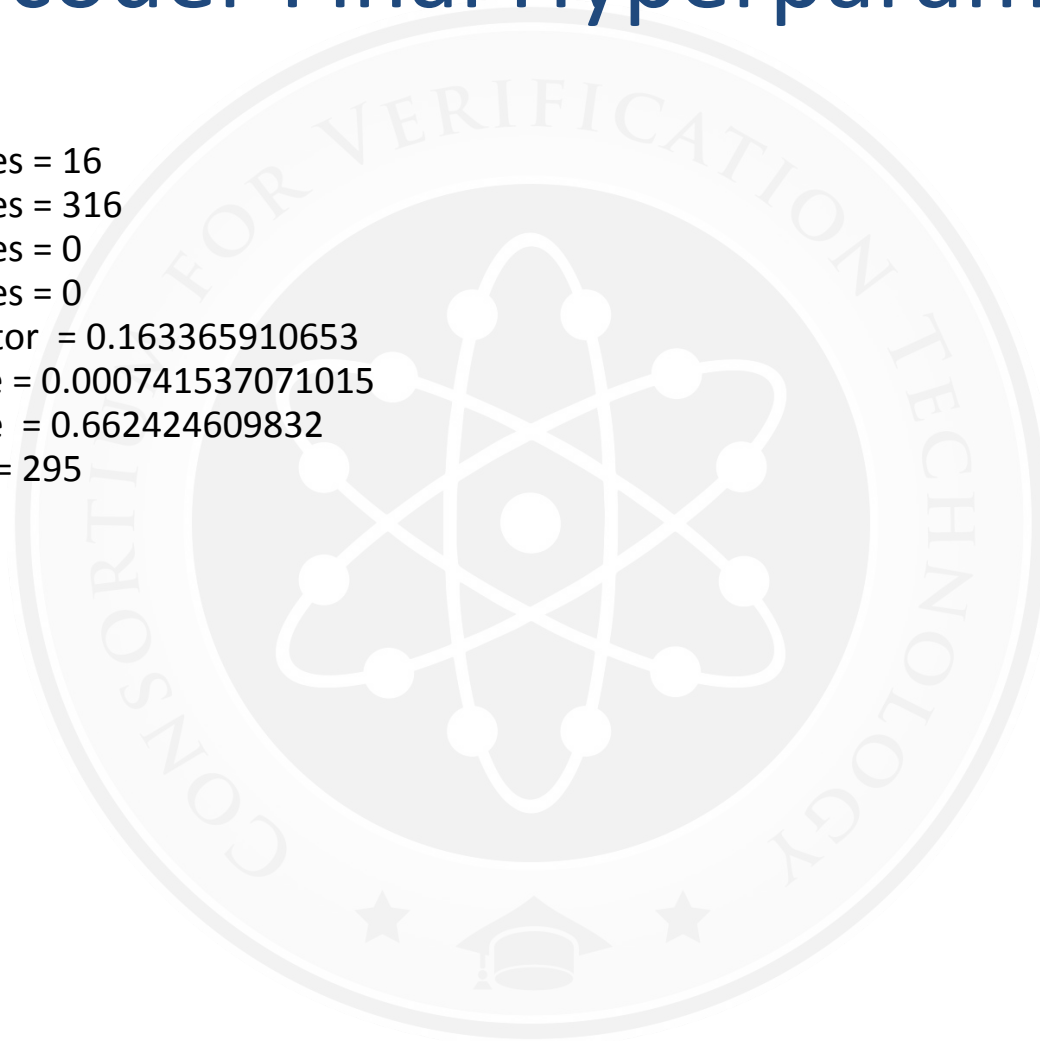 coder Final Hyperparam
es = 16
es = 316
es = 0
es = 0
tor = 0.163365910653
e = 0.000741537071015
e = 0.662424609832
= 295
CONSORTIUM FOR VERIFICATION TECHNOLOGY